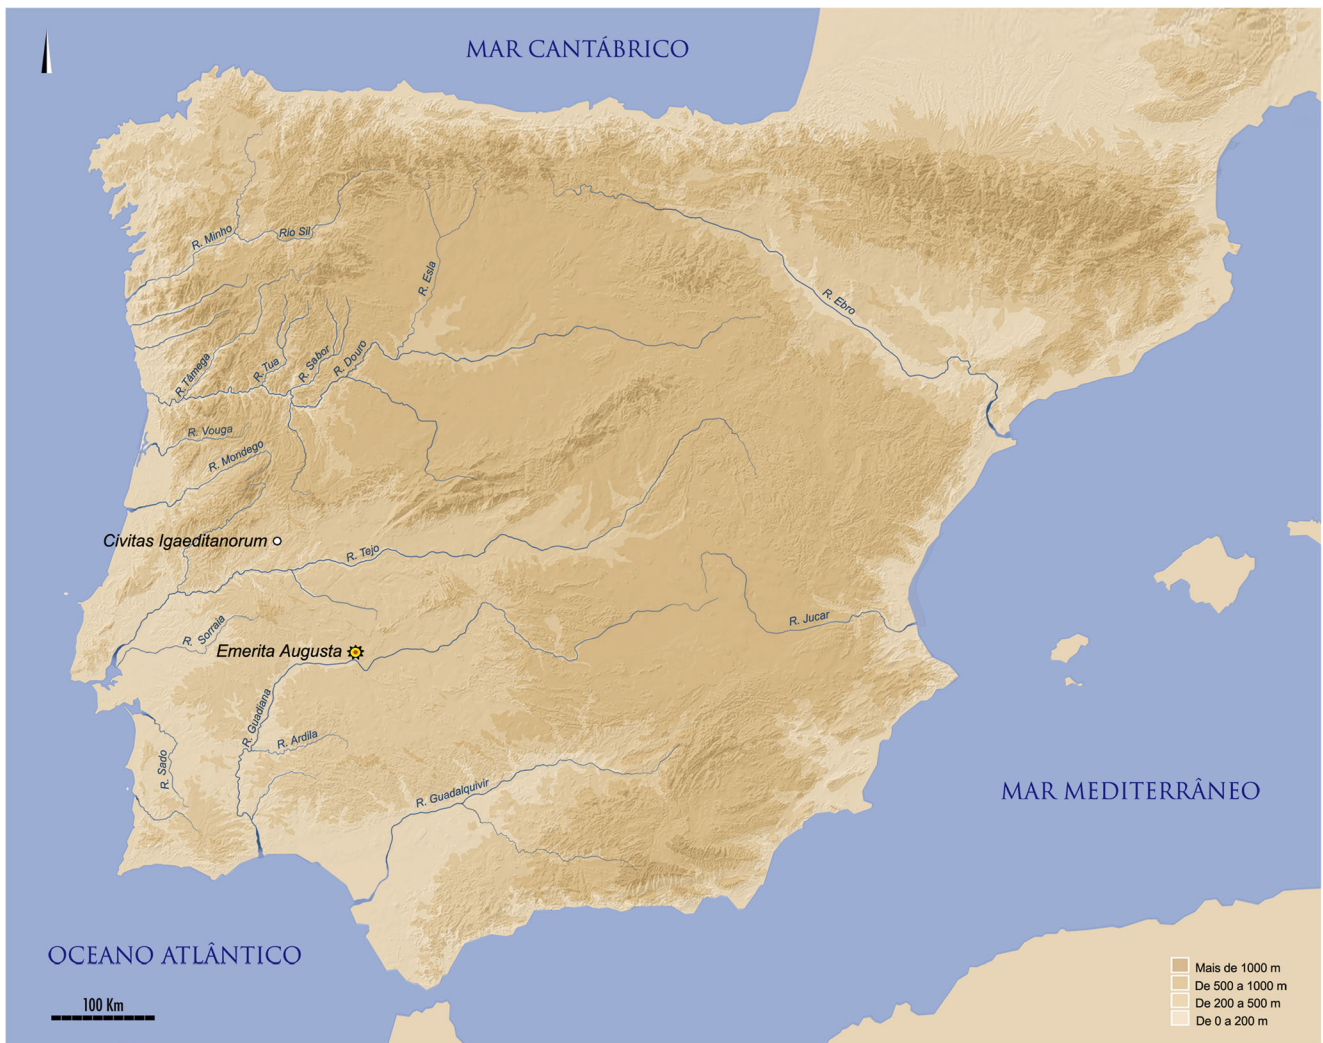 MAR CANTÁBRICO
R. Minho
Rio Sil
R. Esla
R. Ebro
R. Tâmega
R. Tua
R. Sabor
R. Douro
R. Vouga
R. Mondego
Civitas Igaeditanorum
R. Tejo
R. Sorraia
R. Jucar
Emerita Augusta
R. Guadiana
R. Ardila
R. Sado
R. Guadalquivir
MAR MEDITERRÂNEO
OCEANO ATLÂNTICO
100 Km
Mais de 1000 m
De 500 a 1000 m
De 200 a 500 m
De 0 a 200 m